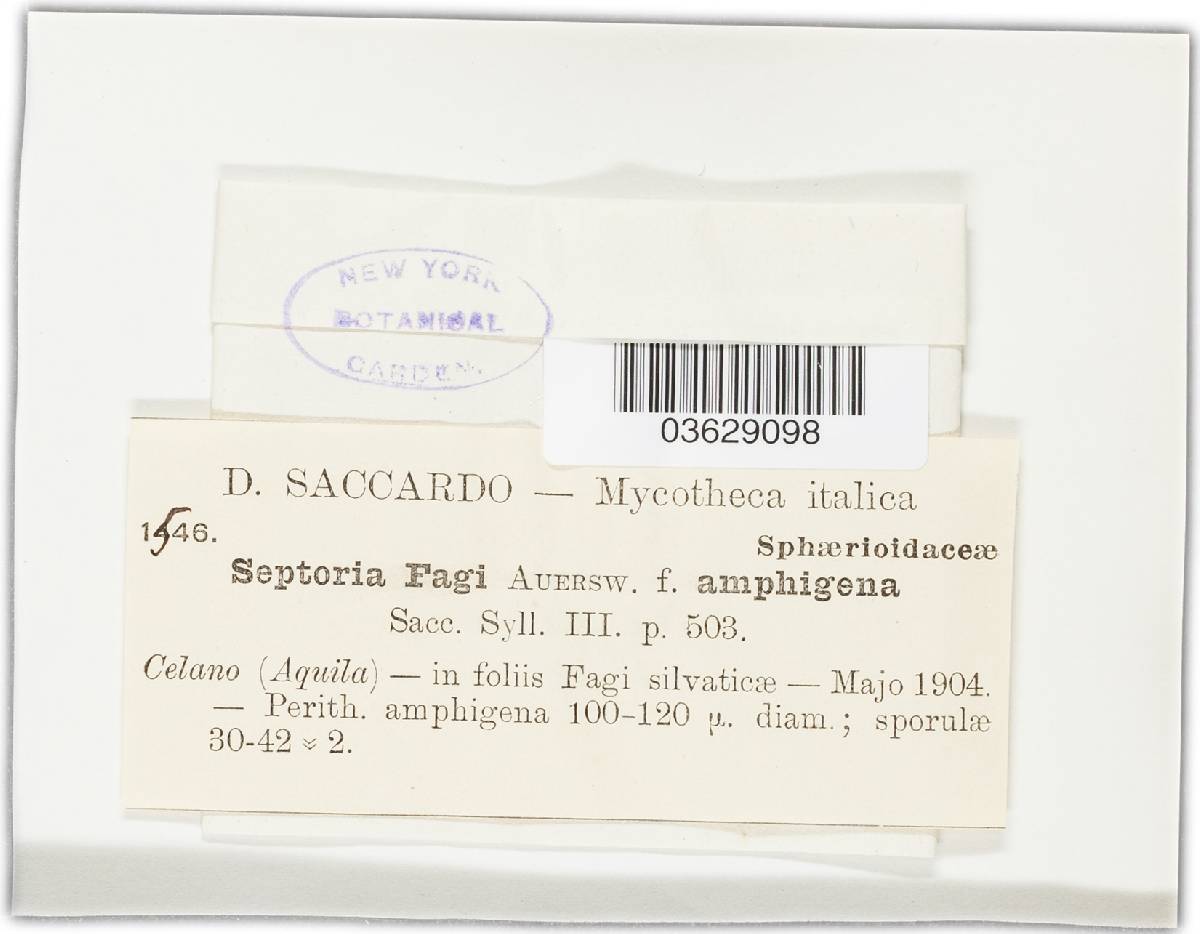 NEW YORK
BOTANICAL
GARDEN.
03629098
D. SACCARDO — Mycotheca italica
1546.
Sphærioidaceæ
Septoria Fagi AUERSW. f. amphigena
Sacc. Syll. III. p. 503.
Celano (Aquila) — in foliis Fagi silvaticæ — Majo 1904.
— Perith. amphigena 100-120 µ. diam.; sporulæ
30-42 ⪔ 2.